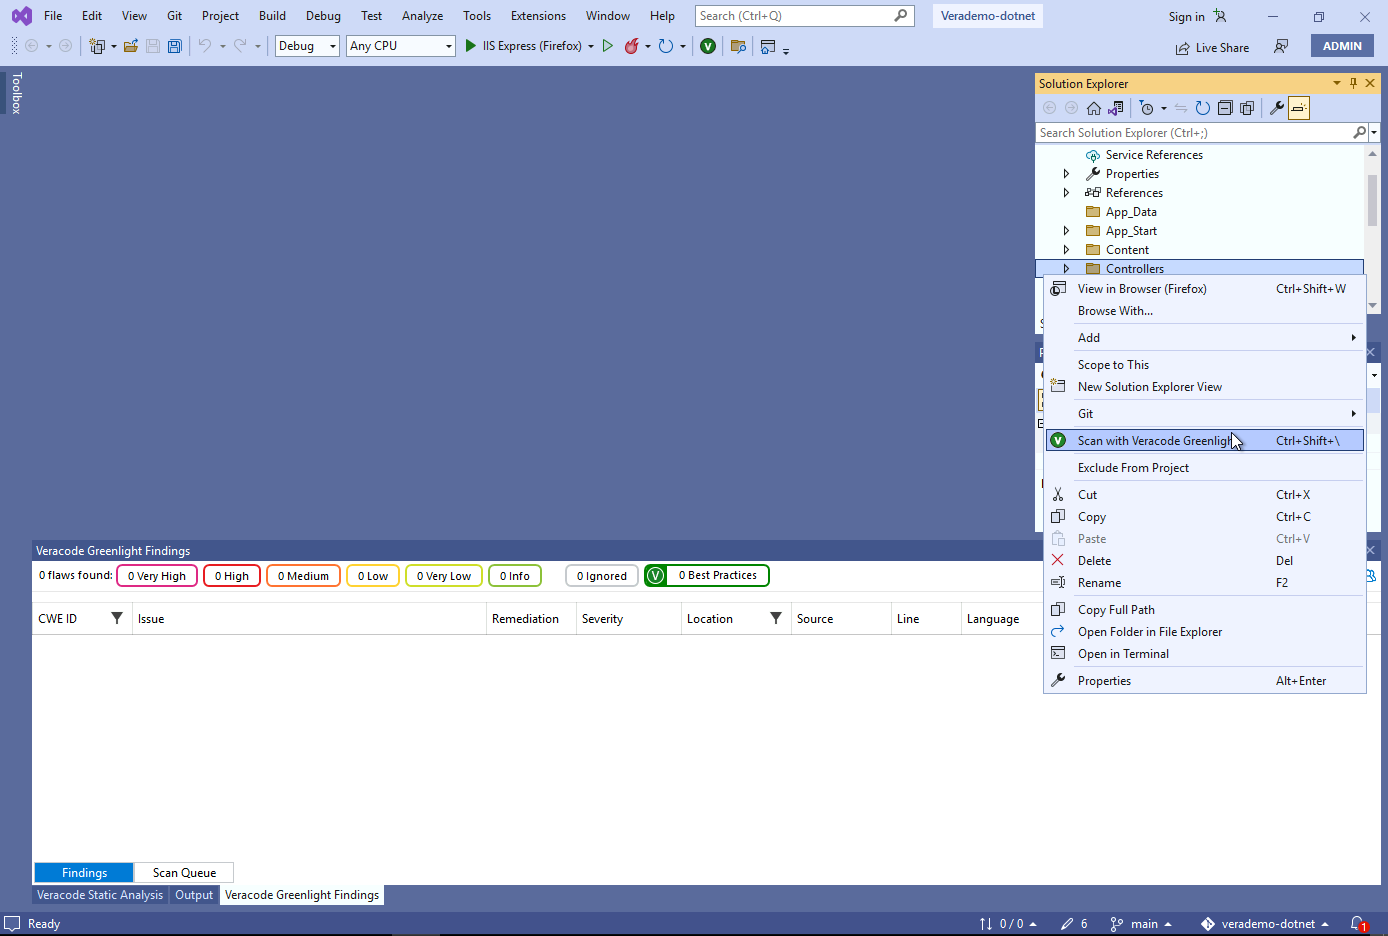 File Edit View Git Project Build Debug Test Analyze Tools Extensions Window Help Search (Ctrl+Q) Verademo-dotnet Sign in
Debug Any CPU IIS Express (Firefox) Live Share ADMIN
Toolbox
Solution Explorer
Search Solution Explorer (Ctrl+;)
Service References
Properties
References
App_Data
App_Start
Content
Controllers
View in Browser (Firefox) Ctrl+Shift+W
Browse With...
Add
Scope to This
New Solution Explorer View
Git
Scan with Veracode Greenligh Ctrl+Shift+\
Exclude From Project
Cut Ctrl+X
Copy Ctrl+C
Paste Ctrl+V
Delete Del
Rename F2
Copy Full Path
Open Folder in File Explorer
Open in Terminal
Properties Alt+Enter
Veracode Greenlight Findings
0 flaws found: 0 Very High 0 High 0 Medium 0 Low 0 Very Low 0 Info 0 Ignored V 0 Best Practices
CWE ID Issue Remediation Severity Location Source Line Language
Findings Scan Queue
Veracode Static Analysis Output Veracode Greenlight Findings
Ready 0 / 0 6 main verademo-dotnet 1